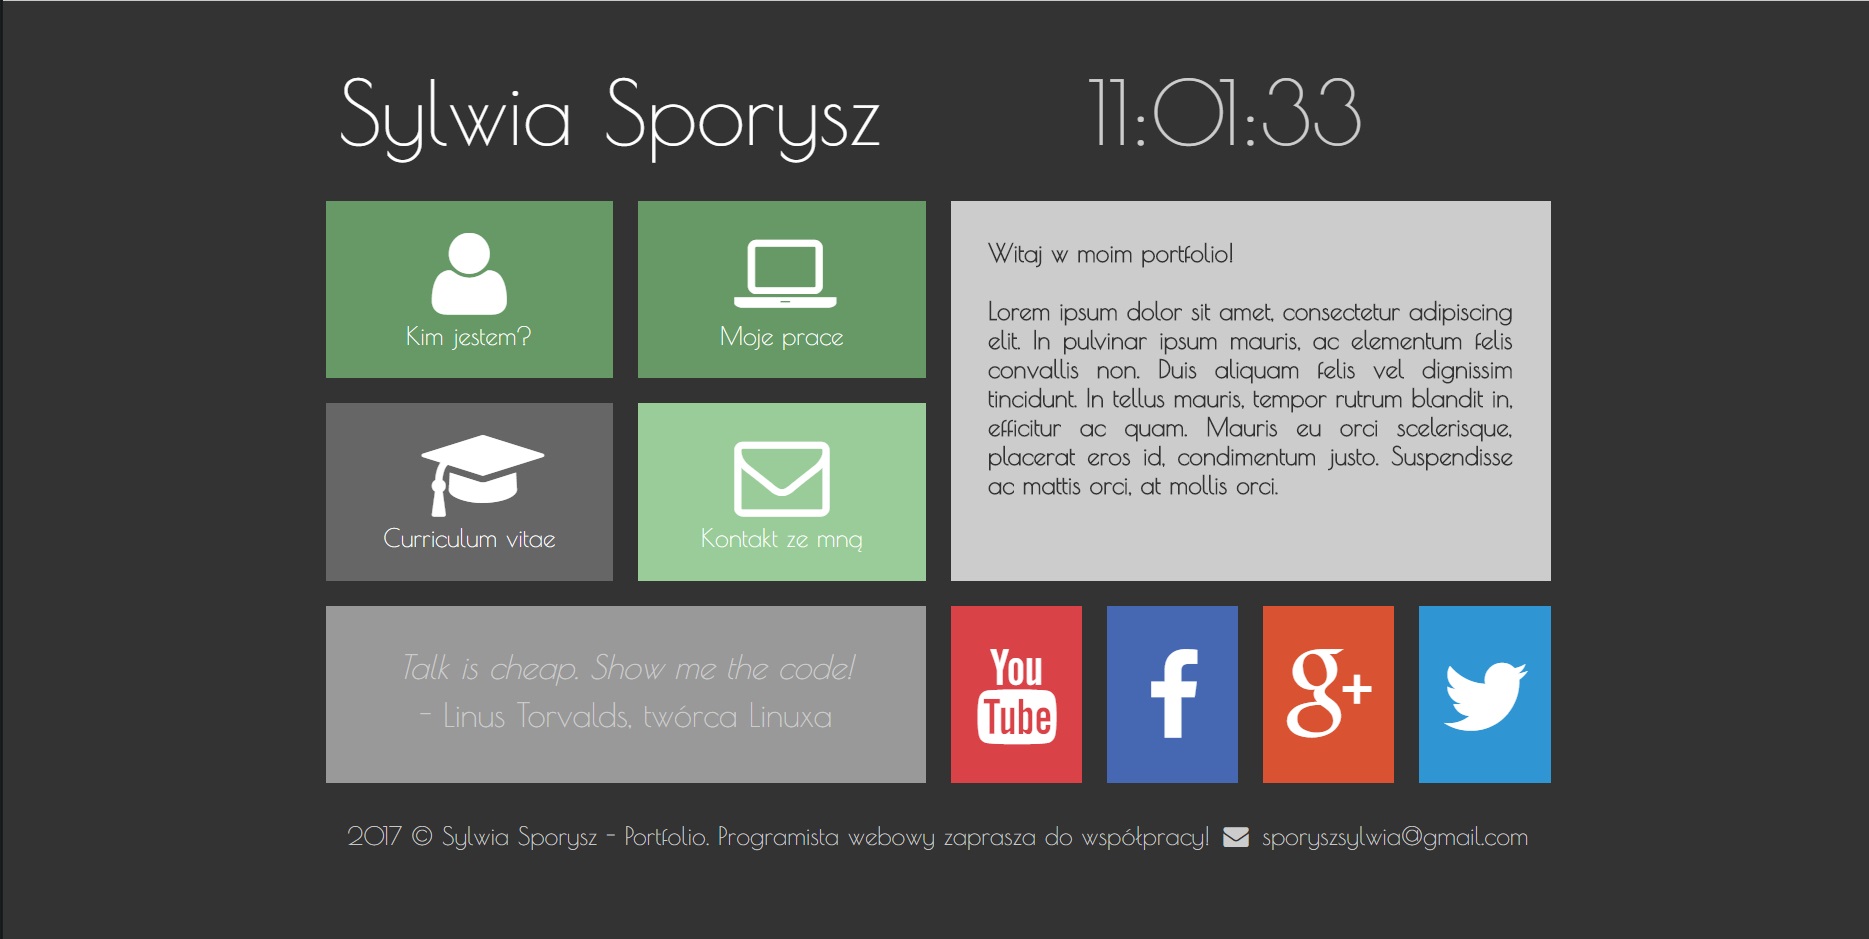 Sylwia Sporysz
11:01:33
Kim jestem?
Moje prace
Curriculum vitae
Kontakt ze mną
Witaj w moim portfolio!
Lorem ipsum dolor sit amet, consectetur adipiscing
elit. In pulvinar ipsum mauris, ac elementum felis
convallis non. Duis aliquam felis vel dignissim
tincidunt. In tellus mauris, tempor rutrum blandit in,
efficitur ac quam. Mauris eu orci scelerisque,
placerat eros id, condimentum justo. Suspendisse
ac mattis orci, at mollis orci.
Talk is cheap. Show me the code!
- Linus Torvalds, twórca Linuxa
You
Tube
f
g+
2017 © Sylwia Sporysz - Portfolio. Programista webowy zaprasza do współpracy! sporyszsylwia@gmail.com